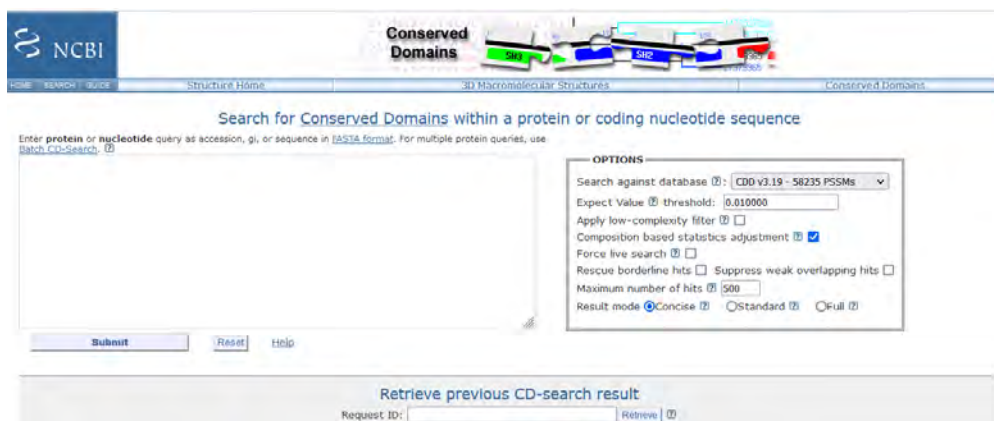 NCBI
Conserved
Domains
SH3
SH2
HOME SEARCH GUIDE
Structure Home
3D Macromolecular Structures
Conserved Domains
Search for Conserved Domains within a protein or coding nucleotide sequence
Enter protein or nucleotide query as accession, gi, or sequence in FASTA format. For multiple protein queries, use
Batch CD-Search. ?
OPTIONS
Search against database ?: CDD v3.19 - 58235 PSSMs
Expect Value ? threshold: 0.010000
Apply low-complexity filter ?
Composition based statistics adjustment ?
Force live search ?
Rescue borderline hits Suppress weak overlapping hits
Maximum number of hits ? 500
Result mode Concise ? Standard ? Full ?
Submit Reset Help
Retrieve previous CD-search result
Request ID: Retrieve ?